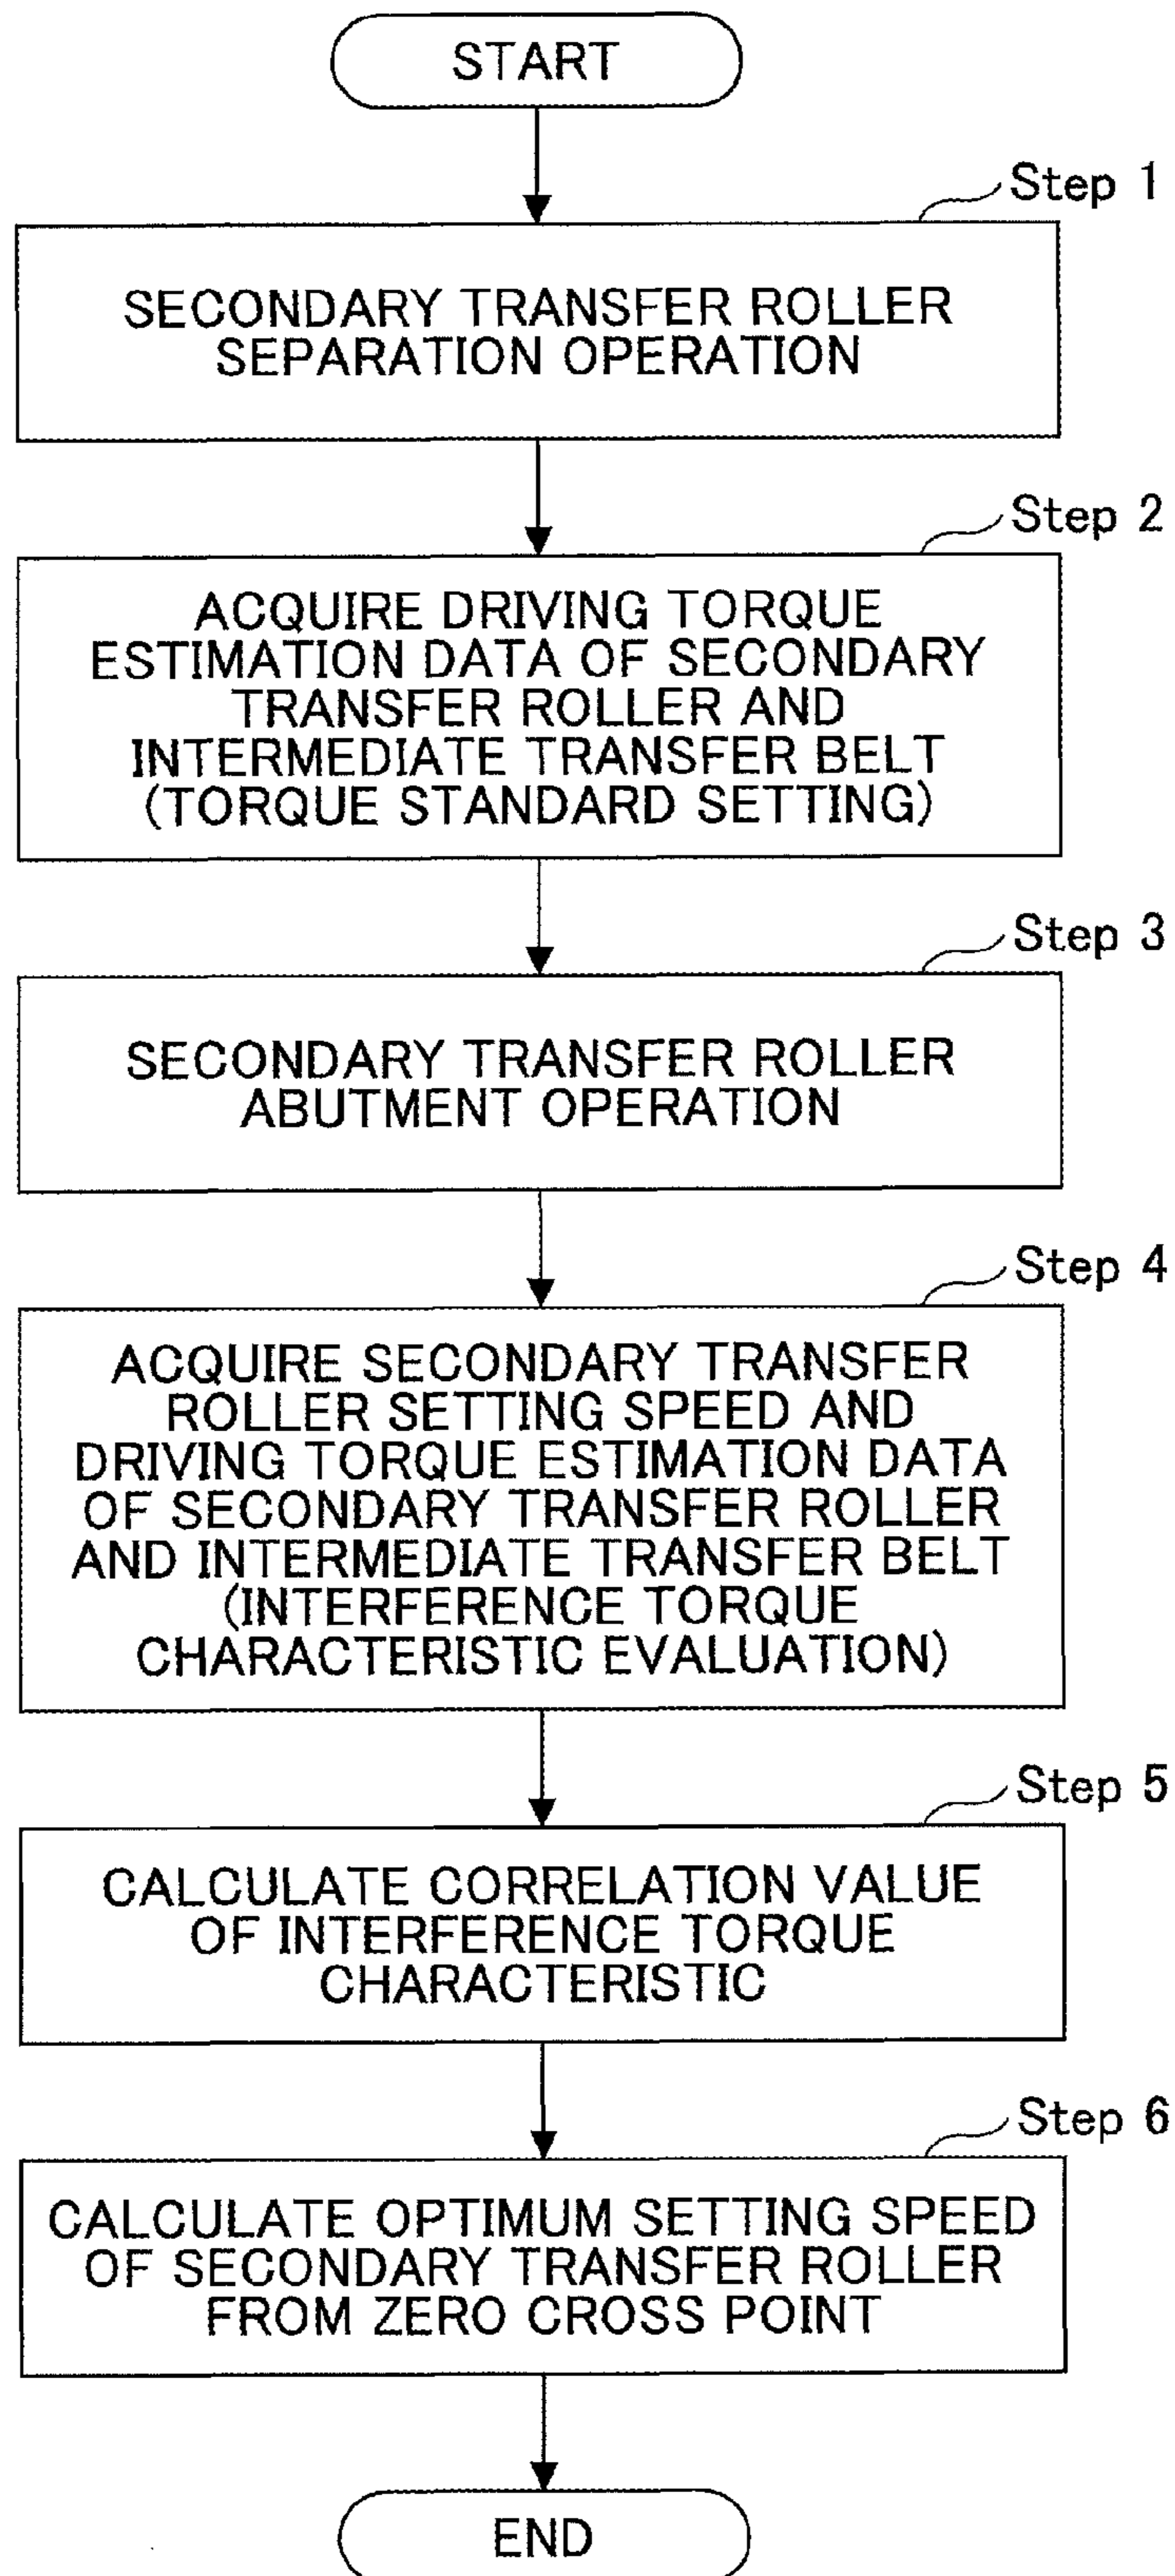 START
Step 1
SECONDARY TRANSFER ROLLER
SEPARATION OPERATION
Step 2
ACQUIRE DRIVING TORQUE
ESTIMATION DATA OF SECONDARY
TRANSFER ROLLER AND
INTERMEDIATE TRANSFER BELT
(TORQUE STANDARD SETTING)
Step 3
SECONDARY TRANSFER ROLLER
ABUTMENT OPERATION
Step 4
ACQUIRE SECONDARY TRANSFER
ROLLER SETTING SPEED AND
DRIVING TORQUE ESTIMATION DATA
OF SECONDARY TRANSFER ROLLER
AND INTERMEDIATE TRANSFER BELT
(INTERFERENCE TORQUE
CHARACTERISTIC EVALUATION)
Step 5
CALCULATE CORRELATION VALUE
OF INTERFERENCE TORQUE
CHARACTERISTIC
Step 6
CALCULATE OPTIMUM SETTING SPEED
OF SECONDARY TRANSFER ROLLER
FROM ZERO CROSS POINT
END